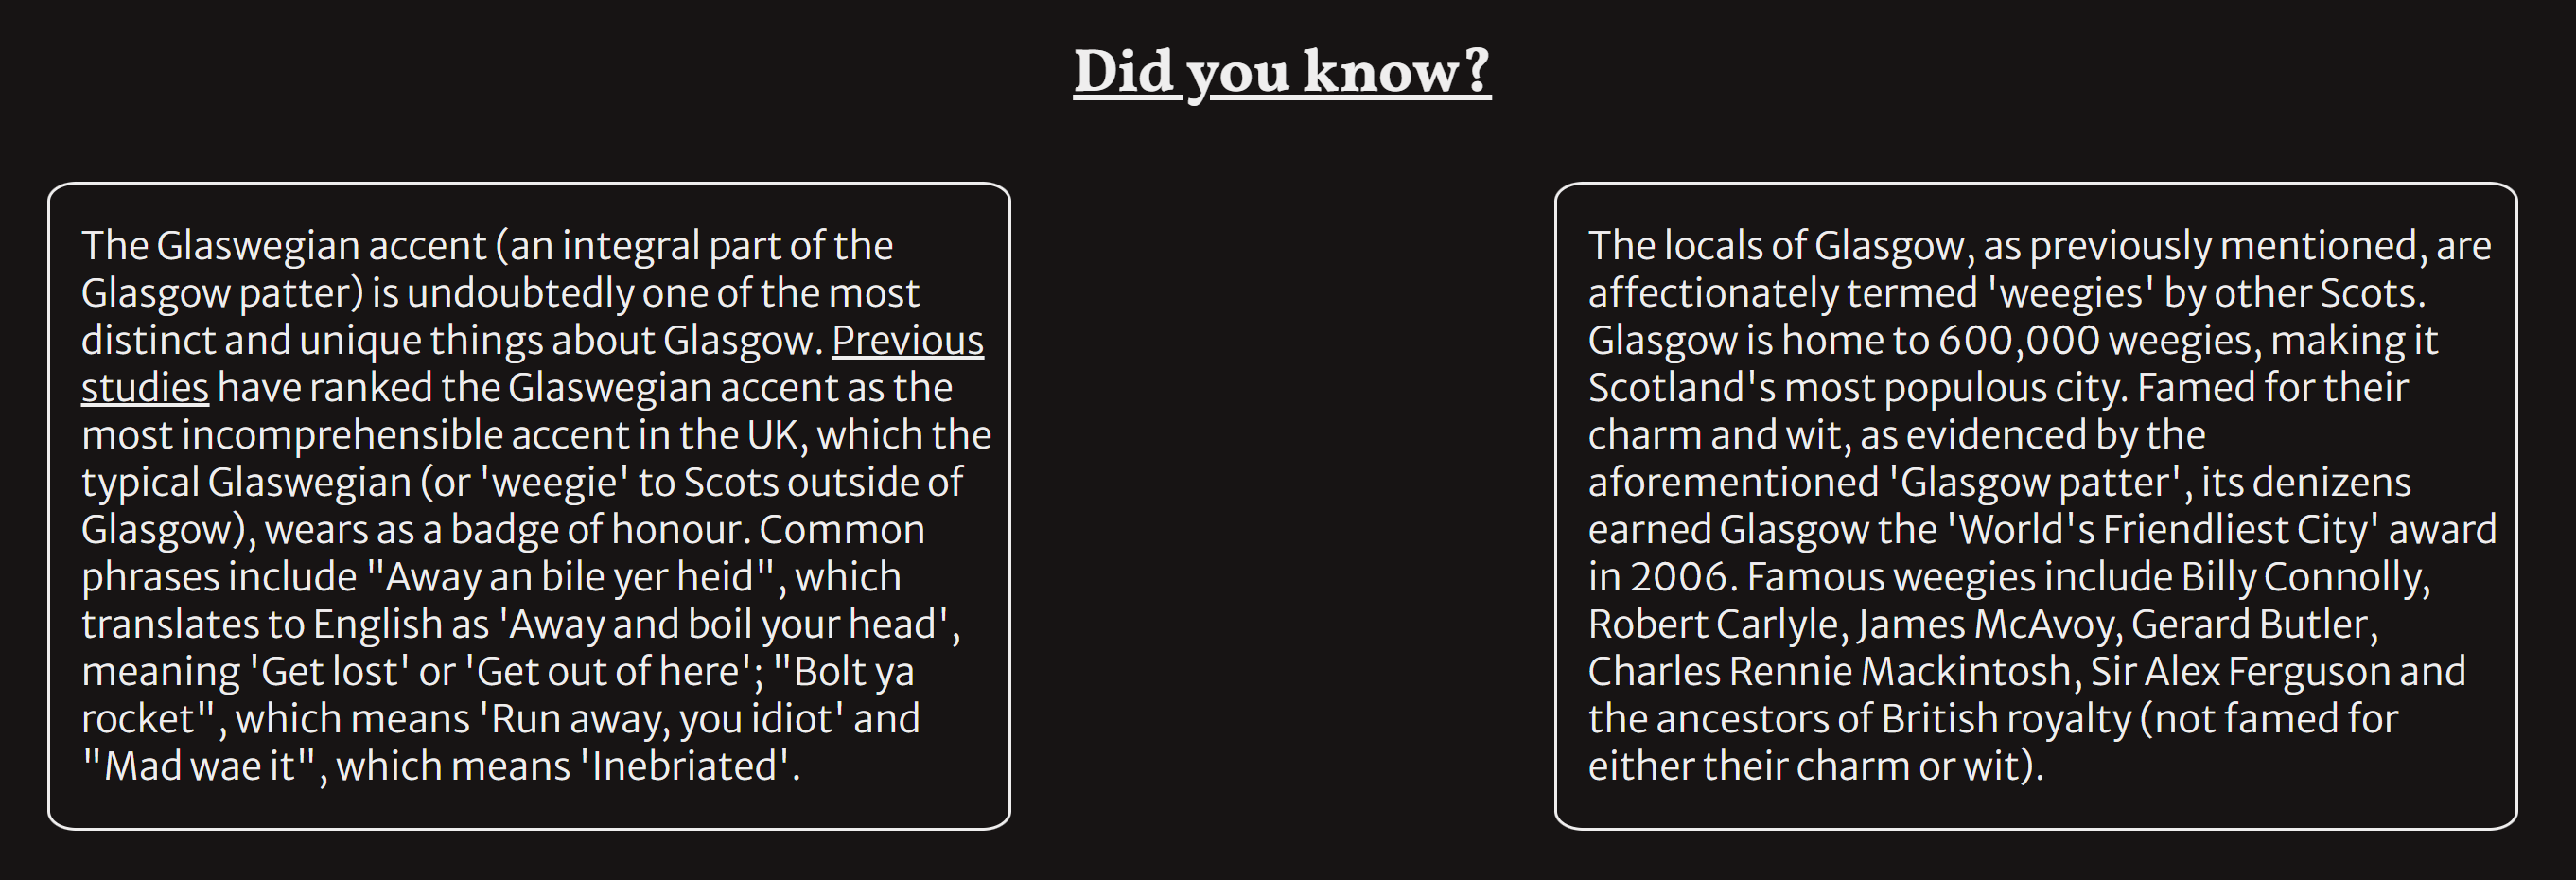 Did you know?
The Glaswegian accent (an integral part of the
Glasgow patter) is undoubtedly one of the most
distinct and unique things about Glasgow. Previous
studies have ranked the Glaswegian accent as the
most incomprehensible accent in the UK, which the
typical Glaswegian (or 'weegie' to Scots outside of
Glasgow), wears as a badge of honour. Common
phrases include "Away an bile yer heid", which
translates to English as 'Away and boil your head',
meaning 'Get lost' or 'Get out of here'; "Bolt ya
rocket", which means 'Run away, you idiot' and
"Mad wae it", which means 'Inebriated'.
The locals of Glasgow, as previously mentioned, are
affectionately termed 'weegies' by other Scots.
Glasgow is home to 600,000 weegies, making it
Scotland's most populous city. Famed for their
charm and wit, as evidenced by the
aforementioned 'Glasgow patter', its denizens
earned Glasgow the 'World's Friendliest City' award
in 2006. Famous weegies include Billy Connolly,
Robert Carlyle, James McAvoy, Gerard Butler,
Charles Rennie Mackintosh, Sir Alex Ferguson and
the ancestors of British royalty (not famed for
either their charm or wit).